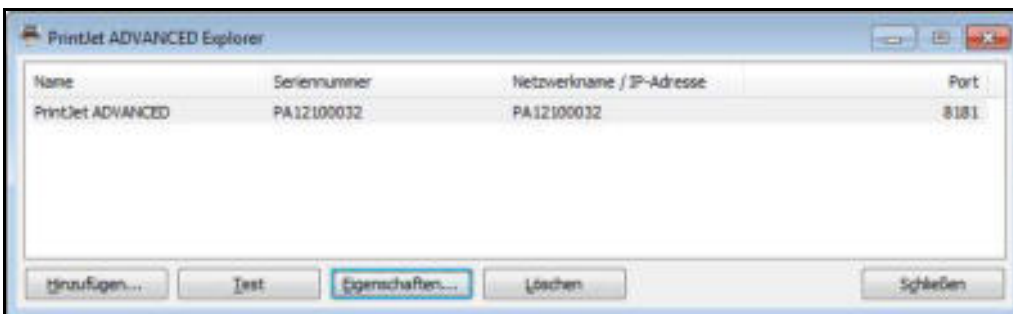 PrintJet ADVANCED Explorer
Name Seriennummer Netzwerkname / IP-Adresse Port
PrintJet ADVANCED PA12100032 PA12100032 8181
Hinzufügen... Test Eigenschaften... Löschen Schließen